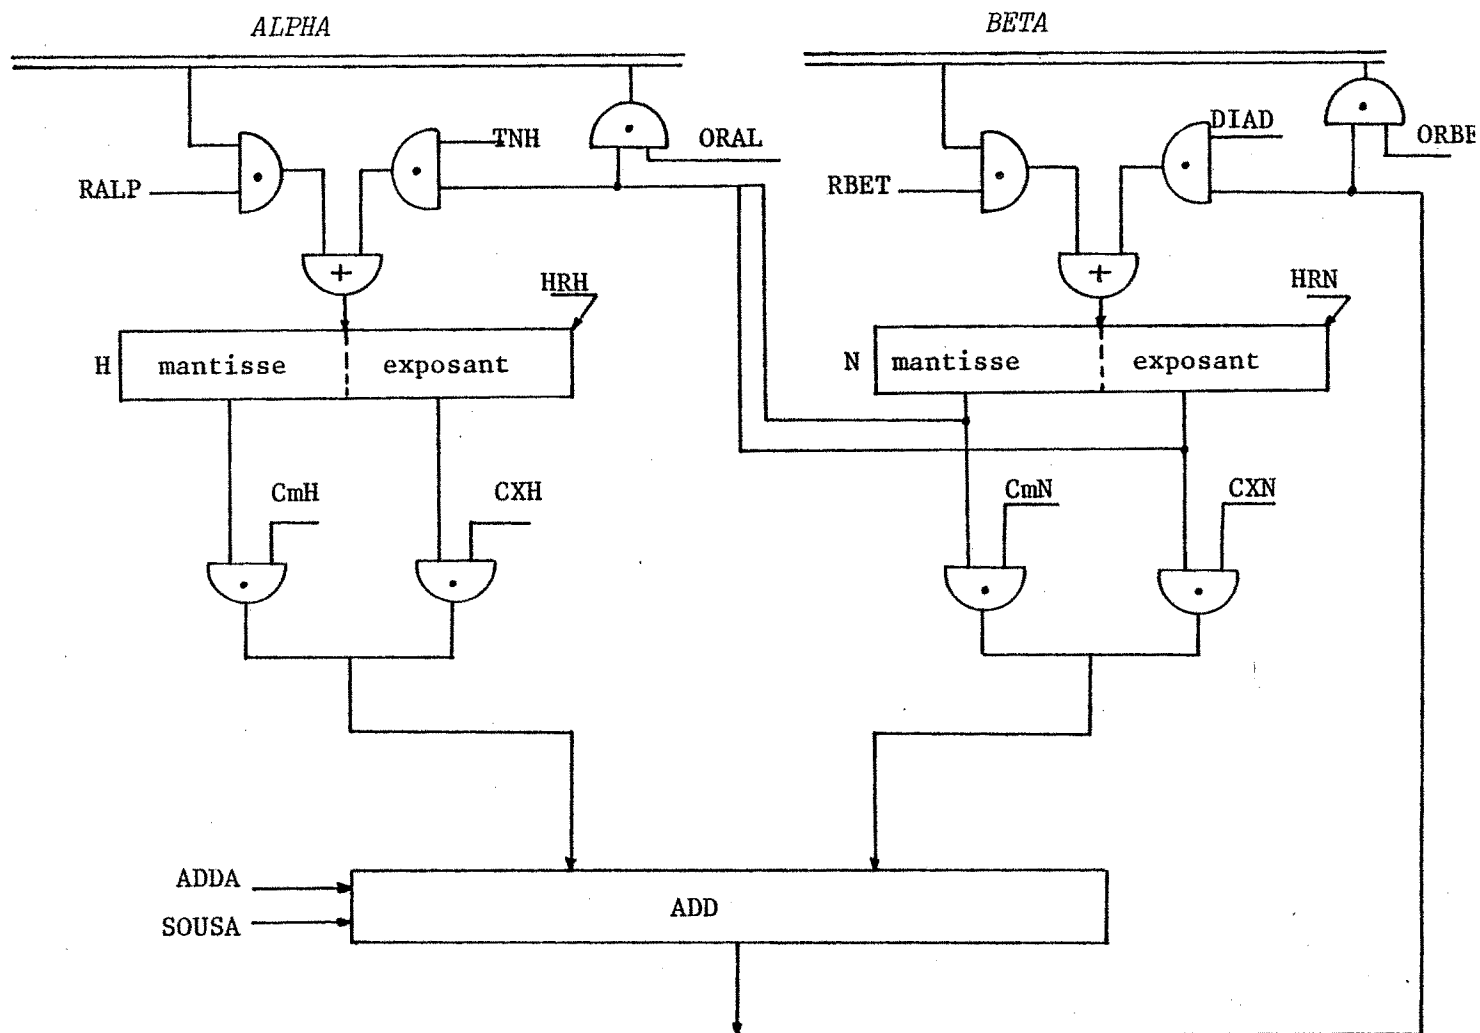 ALPHA
BETA
TNH
ORAL
DIAD
ORBE
RALP
RBET
+
+
HRH
HRN
H
mantisse
exposant
N
mantisse
exposant
CmH
CXH
CmN
CXN
ADDA
SOUSA
ADD